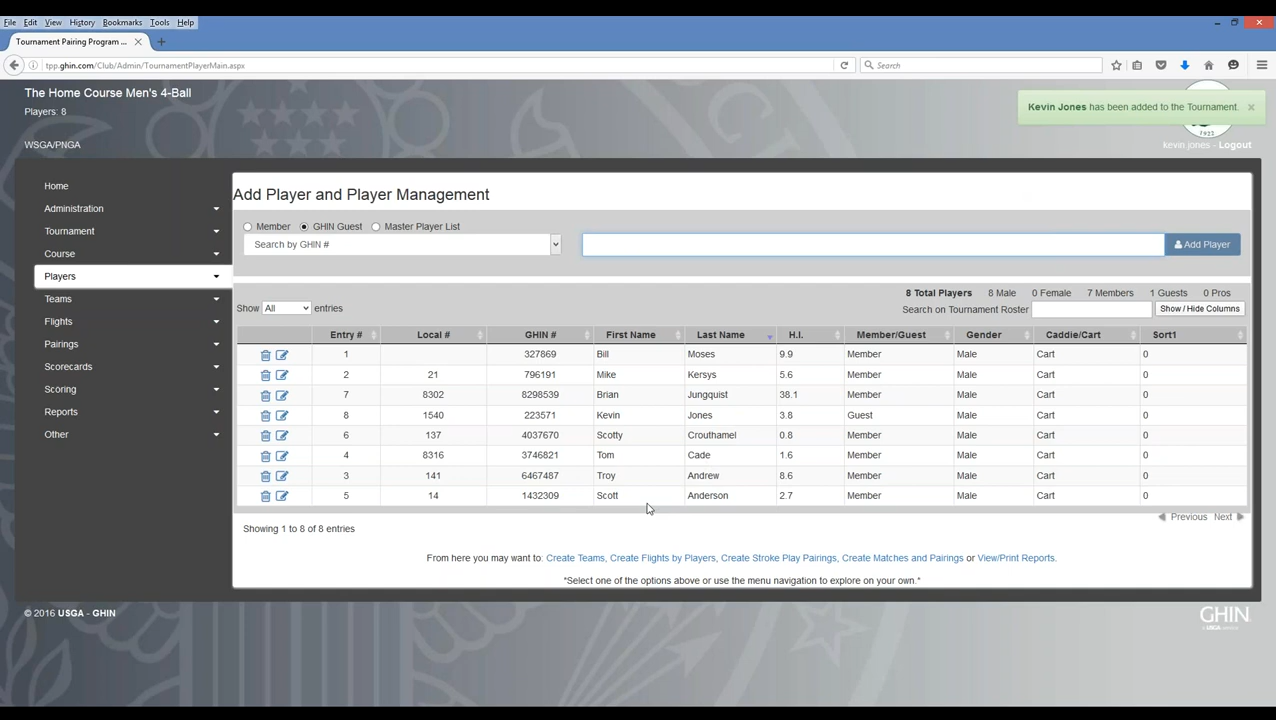 File Edit View History Bookmarks Tools Help
Tournament Pairing Program ...
tpp.ghin.com/Club/Admin/TournamentPlayerMain.aspx Search
The Home Course Men's 4-Ball
Players: 8
Kevin Jones has been added to the Tournament.
1922
WSGA/PNGA
kevin jones - Logout
Home
Administration
Tournament
Course
Players
Teams
Flights
Pairings
Scorecards
Scoring
Reports
Other
Add Player and Player Management
Member GHIN Guest Master Player List
Search by GHIN # Add Player
8 Total Players 8 Male 0 Female 7 Members 1 Guests 0 Pros
Show All entries Search on Tournament Roster Show / Hide Columns
Entry # Local # GHIN # First Name Last Name H.I. Member/Guest Gender Caddie/Cart Sort1
1 327869 Bill Moses 9.9 Member Male Cart 0
2 21 796191 Mike Kersys 5.6 Member Male Cart 0
7 8302 8298539 Brian Jungquist 38.1 Member Male Cart 0
8 1540 223571 Kevin Jones 3.8 Guest Male Cart 0
6 137 4037670 Scotty Crouthamel 0.8 Member Male Cart 0
4 8316 3746821 Tom Cade 1.6 Member Male Cart 0
3 141 6467487 Troy Andrew 8.6 Member Male Cart 0
5 14 1432309 Scott Anderson 2.7 Member Male Cart 0
Previous Next
Showing 1 to 8 of 8 entries
From here you may want to: Create Teams, Create Flights by Players, Create Stroke Play Pairings, Create Matches and Pairings or View/Print Reports.
*Select one of the options above or use the menu navigation to explore on your own.*
© 2016 USGA - GHIN
GHIN